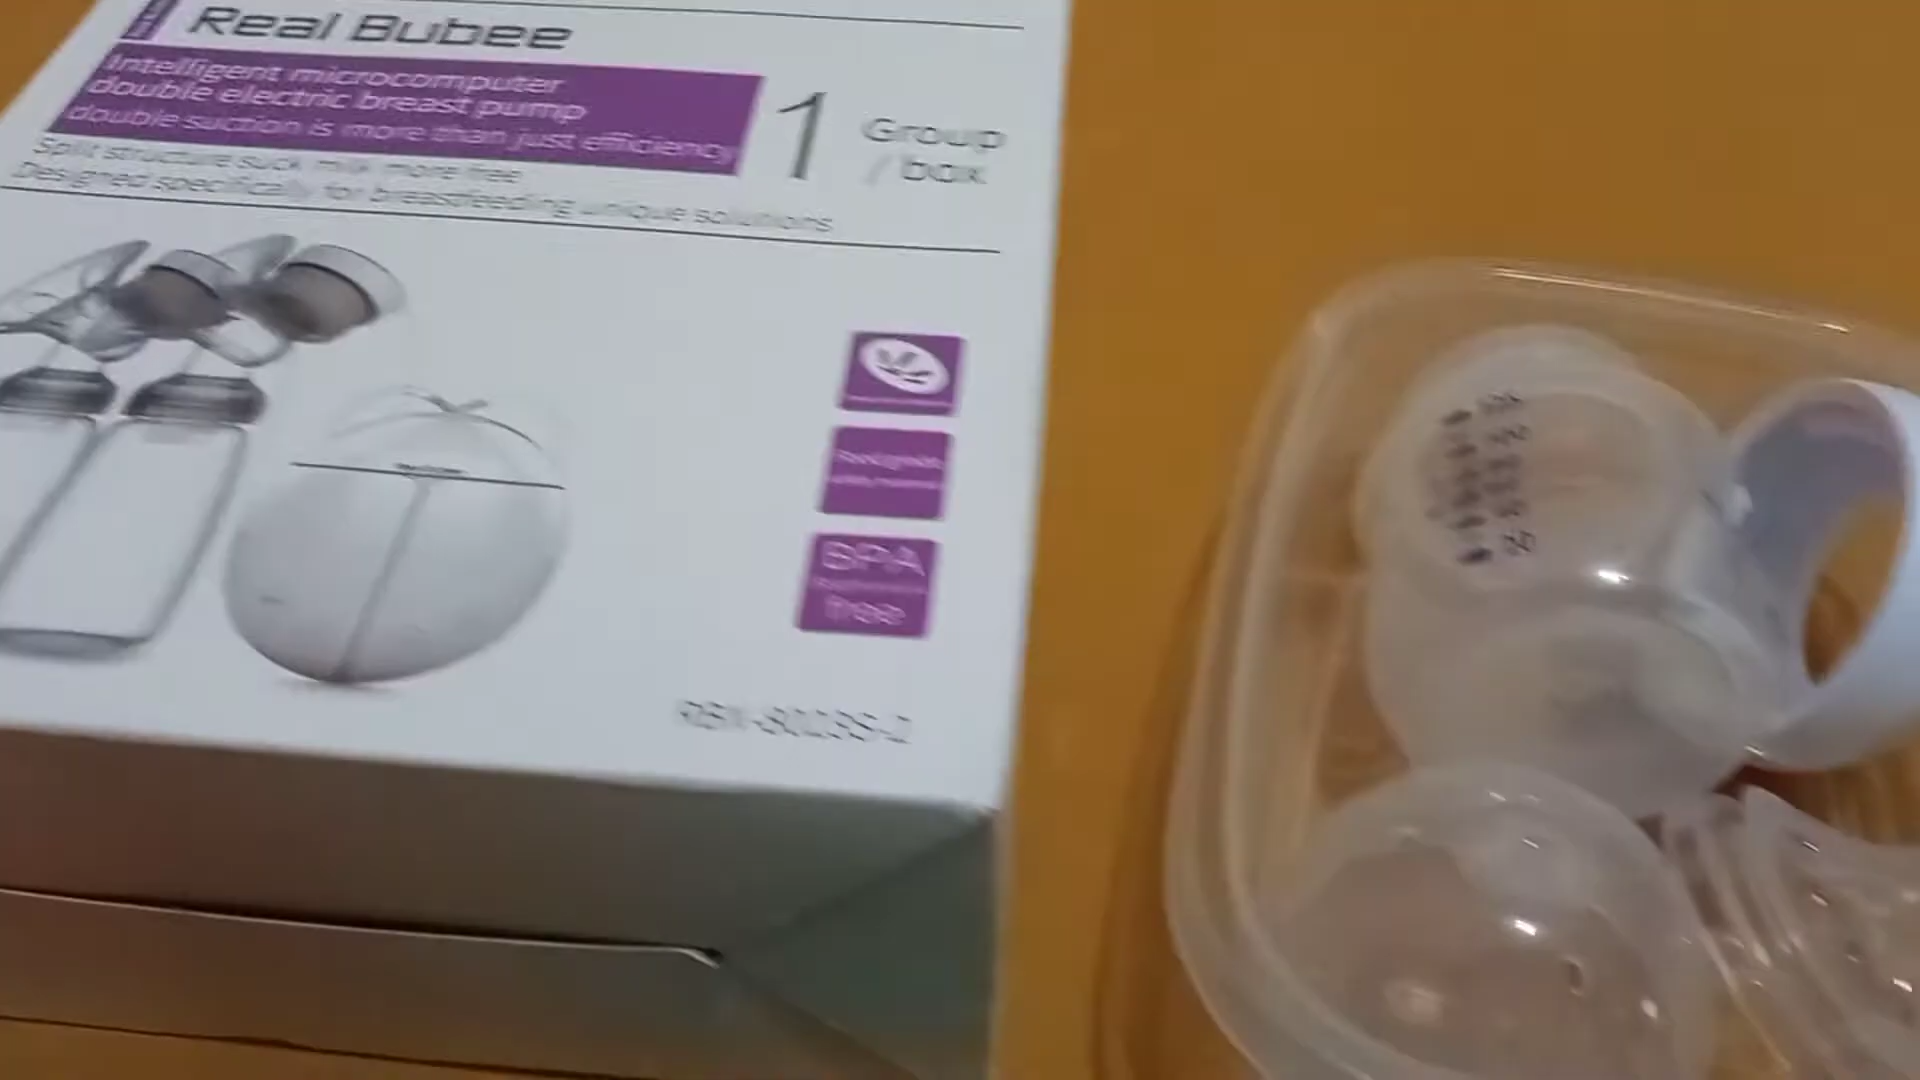 Real Bubee
Intelligent microcomputer
double electric breast pump
double suction is more than just efficiency
1 Group
/ box
Split structure suck milk more free
Designed specifically for breastfeeding unique solutions
BPA
free